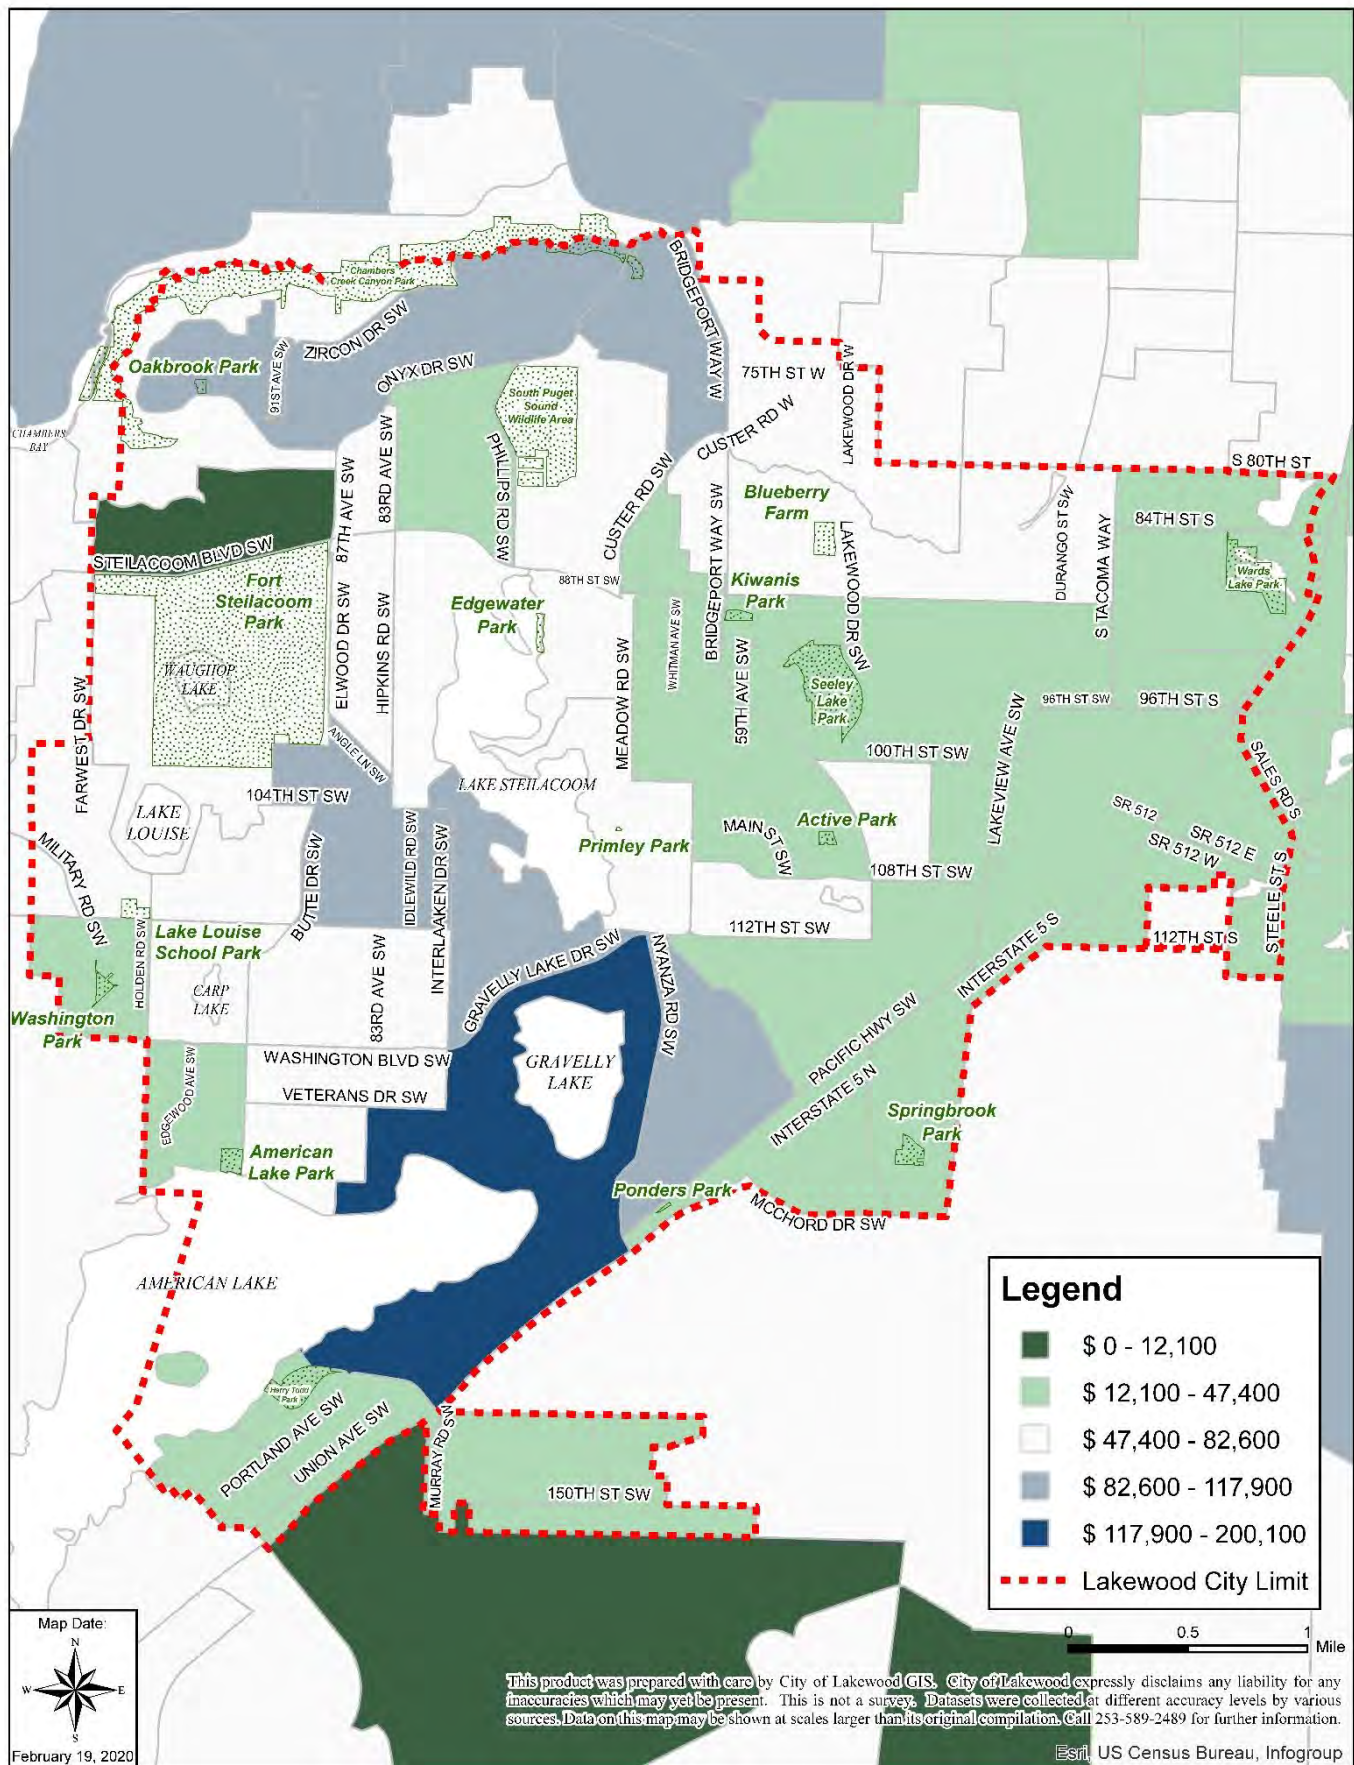 Chambers
Creek Canyon Park
BRIDGEPORT WAY W
ZIRCON DR SW
Oakbrook Park
91ST AVE SW
ONYX DR SW
75TH ST W
LAKEWOOD DR W
South Puget
Sound
Wildlife Area
CHAMBERS
BAY
CUSTER RD W
S 80TH ST
87TH AVE SW
83RD AVE SW
PHILLIPS RD SW
CUSTER RD SW
BRIDGEPORT WAY SW
Blueberry
Farm
LAKEWOOD DR SW
DURANGO ST SW
S TACOMA WAY
84TH ST S
STEILACOOM BLVD SW
Fort
Steilacoom
Park
88TH ST SW
Kiwanis
Park
Wards
Lake Park
Edgewater
Park
ELWOOD DR SW
HIPKINS RD SW
MEADOW RD SW
WHITMAN AVE SW
59TH AVE SW
WAUGHOP
LAKE
Seeley
Lake
Park
96TH ST SW
96TH ST S
FARWEST DR SW
ANGLE LN SW
100TH ST SW
LAKEVIEW AVE SW
SALES RD S
LAKE STEILACOOM
104TH ST SW
LAKE
LOUISE
MILITARY RD SW
BUTTE DR SW
IDLEWILD RD SW
INTERLAAKEN DR SW
Primley Park
MAIN ST SW
Active Park
108TH ST SW
SR 512
SR 512 E
SR 512 W
STEELE ST S
Lake Louise
School Park
HOLDEN RD SW
112TH ST SW
112TH ST S
CARP
LAKE
83RD AVE SW
GRAVELLY LAKE DR SW
NYANZA RD SW
INTERSTATE 5 S
PACIFIC HWY SW
INTERSTATE 5 N
Washington
Park
WASHINGTON BLVD SW
VETERANS DR SW
EDGEWOOD AVE SW
GRAVELLY
LAKE
Springbrook
Park
American
Lake Park
Ponders Park
MCCHORD DR SW
AMERICAN LAKE
Harry Todd
Park
PORTLAND AVE SW
UNION AVE SW
MURRAY RD SW
150TH ST SW
Legend
$ 0 - 12,100
$ 12,100 - 47,400
$ 47,400 - 82,600
$ 82,600 - 117,900
$ 117,900 - 200,100
Lakewood City Limit
0 0.5 1
Mile
Map Date:
N
W E
S
February 19, 2020
This product was prepared with care by City of Lakewood GIS. City of Lakewood expressly disclaims any liability for any
inaccuracies which may yet be present. This is not a survey. Datasets were collected at different accuracy levels by various
sources. Data on this map may be shown at scales larger than its original compilation. Call 253-589-2489 for further information.
Esri, US Census Bureau, Infogroup